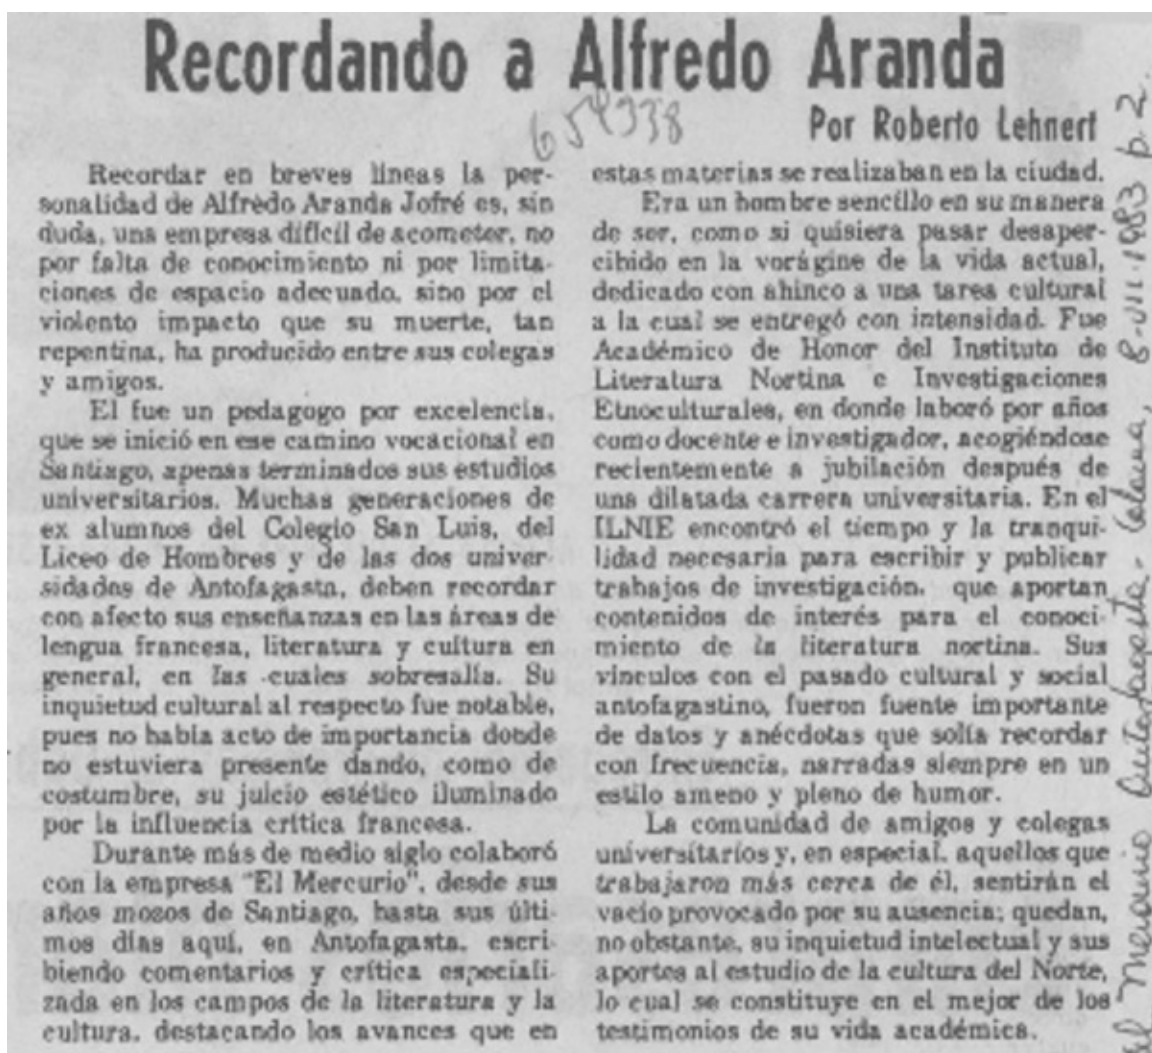 Recordando a Alfredo Aranda
654338
Por Roberto Lehnert
Recordar en breves líneas la per-
sonalidad de Alfredo Aranda Jofré es, sin
duda, una empresa difícil de acometer, no
por falta de conocimiento ni por limita-
ciones de espacio adecuado, sino por el
violento impacto que su muerte, tan
repentina, ha producido entre sus colegas
y amigos.
El fue un pedagogo por excelencia,
que se inició en ese camino vocacional en
Santiago, apenas terminados sus estudios
universitarios. Muchas generaciones de
ex alumnos del Colegio San Luis, del
Liceo de Hombres y de las dos univer-
sidades de Antofagasta, deben recordar
con afecto sus enseñanzas en las áreas de
lengua francesa, literatura y cultura en
general, en las cuales sobresalía. Su
inquietud cultural al respecto fue notable,
pues no había acto de importancia donde
no estuviera presente dando, como de
costumbre, su juicio estético iluminado
por la influencia crítica francesa.
Durante más de medio siglo colaboró
con la empresa "El Mercurio", desde sus
años mozos de Santiago, hasta sus últi-
mos días aquí, en Antofagasta, escri-
biendo comentarios y crítica especiali-
zada en los campos de la literatura y la
cultura, destacando los avances que en
estas materias se realizaban en la ciudad.
Era un hombre sencillo en su manera
de ser, como si quisiera pasar desaper-
cibido en la vorágine de la vida actual,
dedicado con ahinco a una tarea cultural
a la cual se entregó con intensidad. Fue
Académico de Honor del Instituto de
Literatura Nortina e Investigaciones
Etnoculturales, en donde laboró por años
como docente e investigador, acogiéndose
recientemente a jubilación después de
una dilatada carrera universitaria. En el
ILNIE encontró el tiempo y la tranqui-
lidad necesaria para escribir y publicar
trabajos de investigación, que aportan
contenidos de interés para el conoci-
miento de la literatura nortina. Sus
vínculos con el pasado cultural y social
antofagastino, fueron fuente importante
de datos y anécdotas que solía recordar
con frecuencia, narradas siempre en un
estilo ameno y pleno de humor.
La comunidad de amigos y colegas
universitarios y, en especial, aquellos que
trabajaron más cerca de él, sentirán el
vacío provocado por su ausencia; quedan,
no obstante, su inquietud intelectual y sus
aportes al estudio de la cultura del Norte,
lo cual se constituye en el mejor de los
testimonios de su vida académica.
El Mercurio Antofagasta - Calama, 8-VII-1983 p. 2.